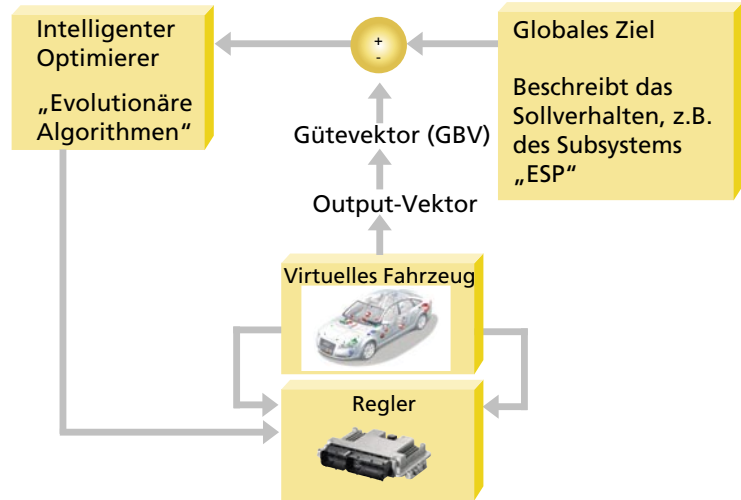 Intelligenter
Optimierer
„Evolutionäre
Algorithmen“
+
-
Globales Ziel
Beschreibt das
Sollverhalten, z.B.
des Subsystems
„ESP“
Gütevektor (GBV)
Output-Vektor
Virtuelles Fahrzeug
Regler